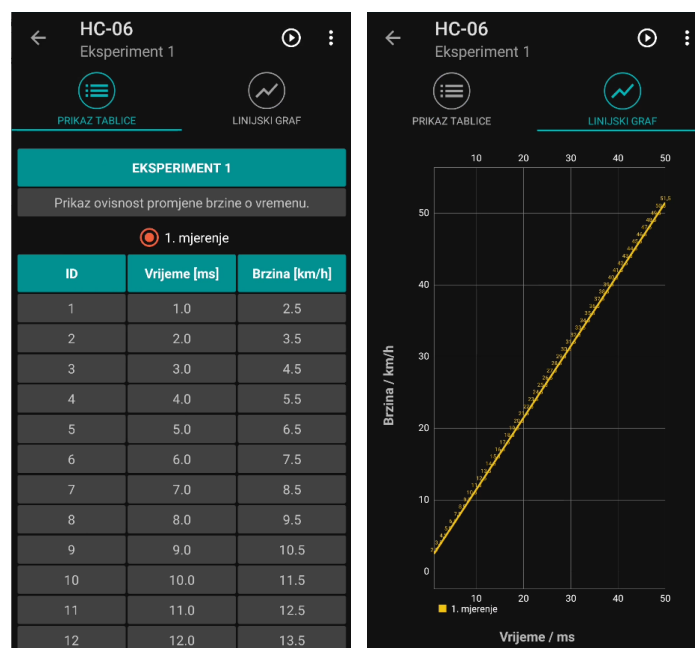 HC-06
Eksperiment 1
PRIKAZ TABLICE
LINIJSKI GRAF
EKSPERIMENT 1
Prikaz ovisnost promjene brzine o vremenu.
1. mjerenje
ID Vrijeme [ms] Brzina [km/h]
1 1.0 2.5
2 2.0 3.5
3 3.0 4.5
4 4.0 5.5
5 5.0 6.5
6 6.0 7.5
7 7.0 8.5
8 8.0 9.5
9 9.0 10.5
10 10.0 11.5
11 11.0 12.5
12 12.0 13.5
HC-06
Eksperiment 1
PRIKAZ TABLICE
LINIJSKI GRAF
10 20 30 40 50
51,5
50
40
30
20
10
0
Brzina / km/h
10 20 30 40 50
1. mjerenje
Vrijeme / ms